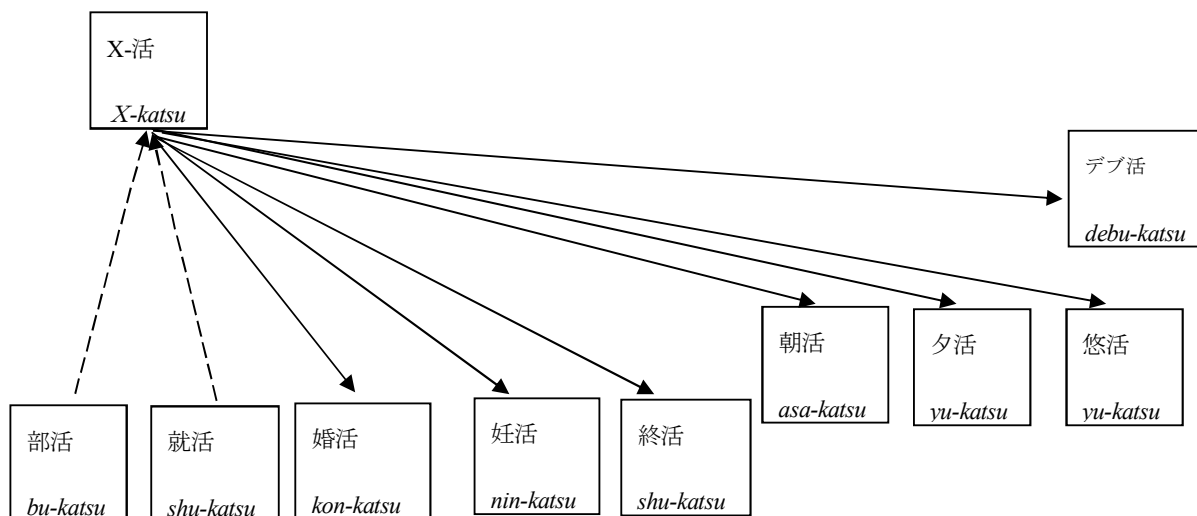 X-活
X-katsu
デブ活
debu-katsu
朝活
asa-katsu
夕活
yu-katsu
悠活
yu-katsu
部活
bu-katsu
就活
shu-katsu
婚活
kon-katsu
妊活
nin-katsu
終活
shu-katsu